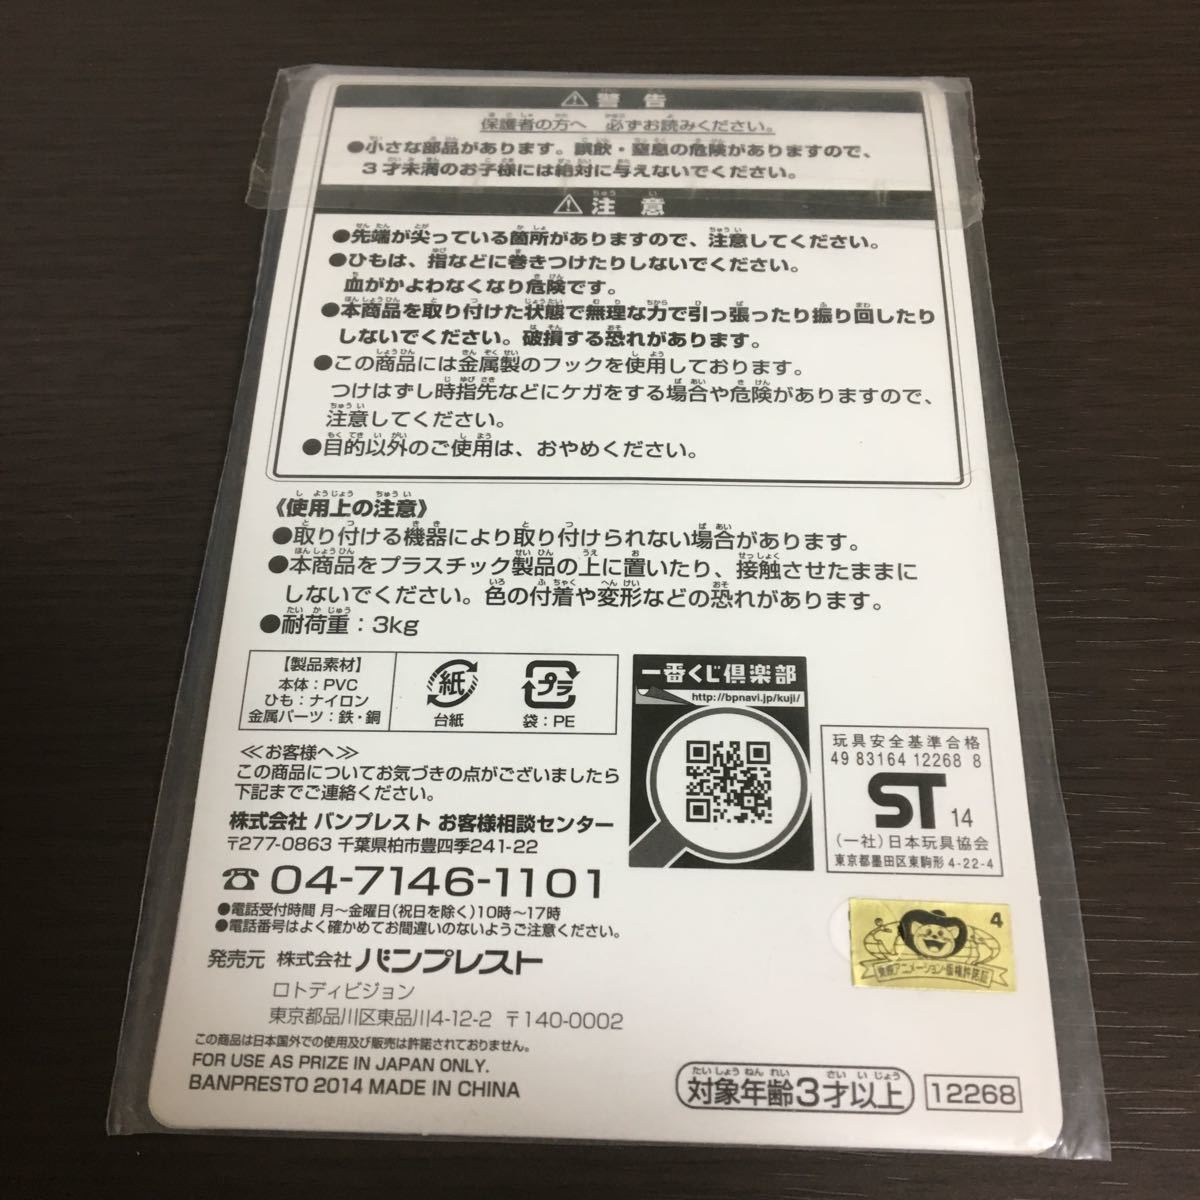 ⚠警告
保護者の方へ 必ずお読みください。
●小さな部品があります。誤飲・窒息の危険がありますので、
3才未満のお子様には絶対に与えないでください。
⚠注意
●先端が尖っている箇所がありますので、注意してください。
●ひもは、指などに巻きつけたりしないでください。
血がかよわなくなり危険です。
●本商品を取り付けた状態で無理な力で引っ張ったり振り回したり
しないでください。破損する恐れがあります。
●この商品には金属製のフックを使用しております。
つけはずし時指先などにケガをする場合や危険がありますので、
注意してください。
●目的以外のご使用は、おやめください。
《使用上の注意》
●取り付ける機器により取り付けられない場合があります。
●本商品をプラスチック製品の上に置いたり、接触させたままに
しないでください。色の付着や変形などの恐れがあります。
●耐荷重：3kg
【製品素材】
本体：PVC
ひも：ナイロン
金属パーツ：鉄・銅
紙
台紙
プラ
袋：PE
一番くじ倶楽部
http://bpnavi.jp/kuji/
玩具安全基準合格
49 83164 12268 8
ST 14
(一社)日本玩具協会
東京都墨田区東駒形 4-22-4
≪お客様へ≫
この商品についてお気づきの点がございましたら
下記までご連絡ください。
株式会社 バンプレスト お客様相談センター
〒277-0863 千葉県柏市豊四季241-22
☎ 04-7146-1101
●電話受付時間 月～金曜日(祝日を除く)10時～17時
●電話番号はよく確かめてお間違いのないようご注意ください。
発売元 株式会社 バンプレスト
ロトディビジョン
東京都品川区東品川4-12-2 〒140-0002
この商品は日本国外での使用及び販売は許諾されておりません。
FOR USE AS PRIZE IN JAPAN ONLY.
BANPRESTO 2014 MADE IN CHINA
4
東映アニメーション・版権許諾証
対象年齢3才以上
12268